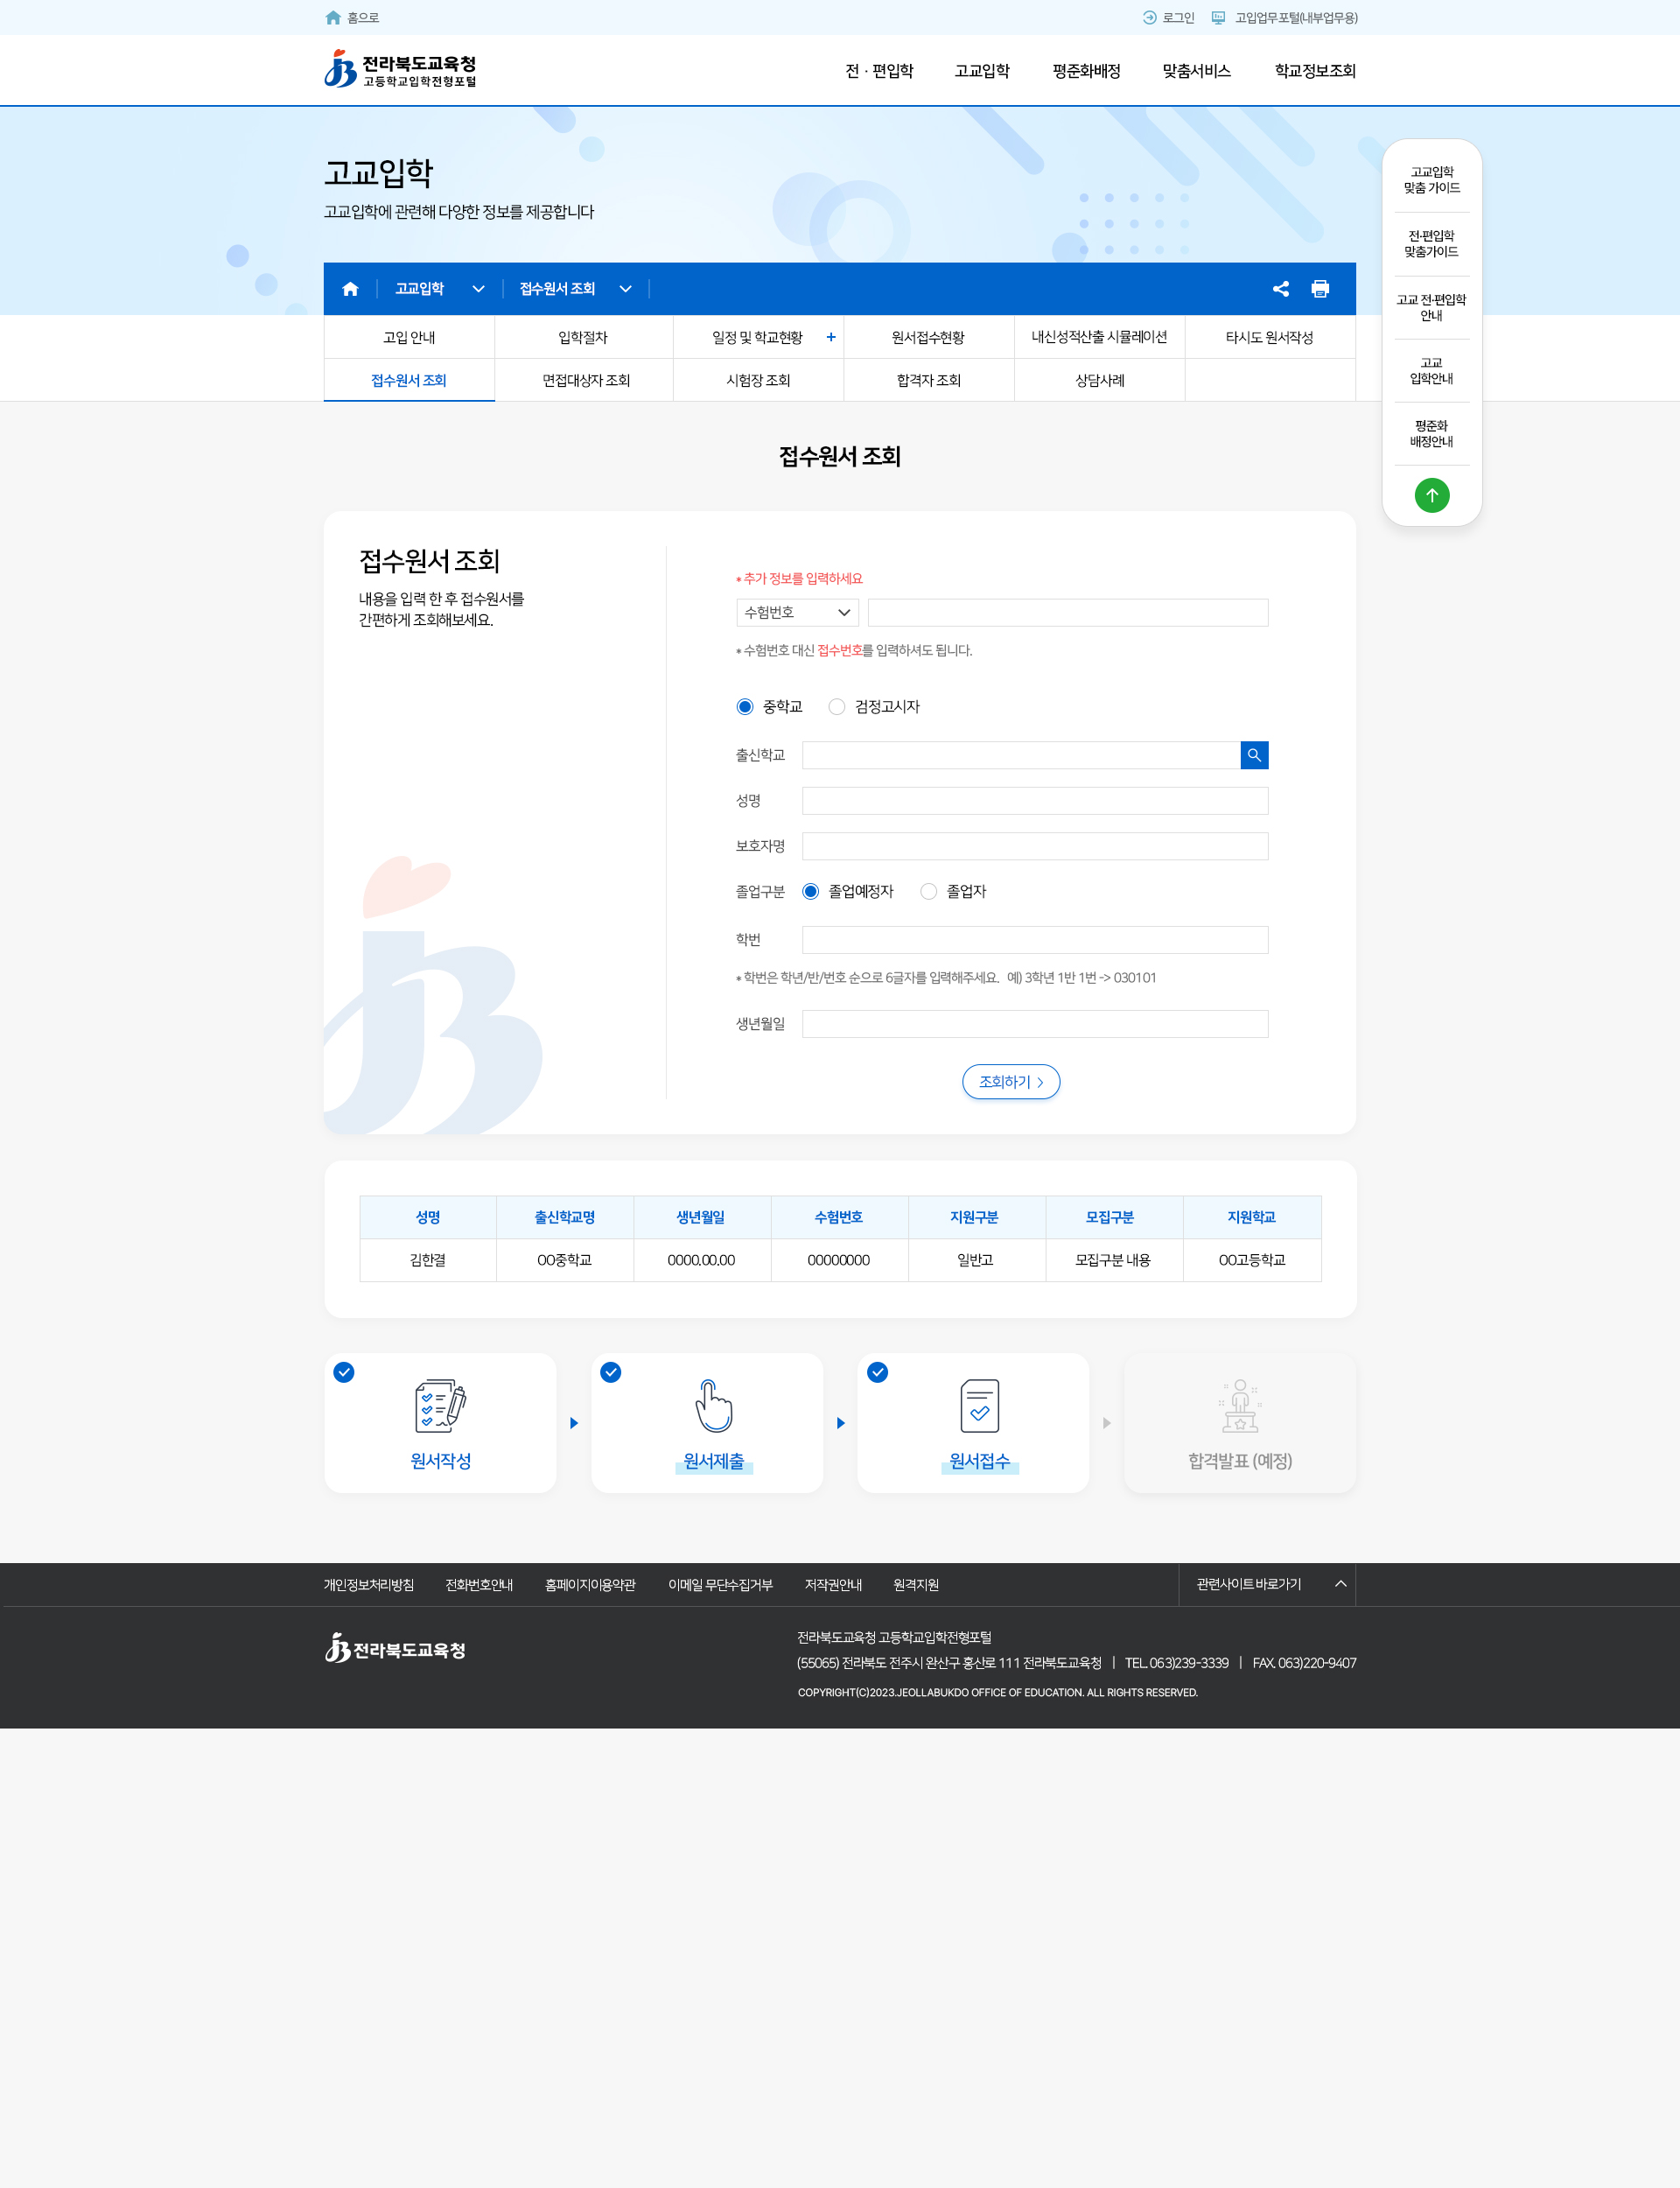 홈으로
로그인 고입업무포털(내부업무용)
전라북도교육청
고등학교입학전형포털
전 · 편입학 고교입학 평준화배정 맞춤서비스 학교정보조회
고교입학
고교입학에 관련해 다양한 정보를 제공합니다
고교입학
맞춤 가이드
전·편입학
맞춤가이드
고교 전·편입학
안내
고교
입학안내
평준화
배정안내
고교입학 접수원서 조회
고입 안내 입학절차 일정 및 학교현황 + 원서접수현황 내신성적산출 시뮬레이션 타시도 원서작성
접수원서 조회 면접대상자 조회 시험장 조회 합격자 조회 상담사례
접수원서 조회
접수원서 조회
내용을 입력 한 후 접수원서를
간편하게 조회해보세요.
* 추가 정보를 입력하세요
수험번호
* 수험번호 대신 접수번호를 입력하셔도 됩니다.
중학교 검정고시자
출신학교
성명
보호자명
졸업구분 졸업예정자 졸업자
학번
* 학번은 학년/반/번호 순으로 6글자를 입력해주세요. 예) 3학년 1반 1번 -> 030101
생년월일
조회하기
성명 출신학교명 생년월일 수험번호 지원구분 모집구분 지원학교
김한결 OO중학교 0000.00.00 00000000 일반고 모집구분 내용 OO고등학교
원서작성 원서제출 원서접수 합격발표 (예정)
개인정보처리방침 전화번호안내 홈페이지이용약관 이메일 무단수집거부 저작권안내 원격지원 관련사이트 바로가기
전라북도교육청
전라북도교육청 고등학교입학전형포털
(55065) 전라북도 전주시 완산구 홍산로 111 전라북도교육청 | TEL. 063)239-3339 | FAX. 063)220-9407
COPYRIGHT(C)2023.JEOLLABUKDO OFFICE OF EDUCATION. ALL RIGHTS RESERVED.